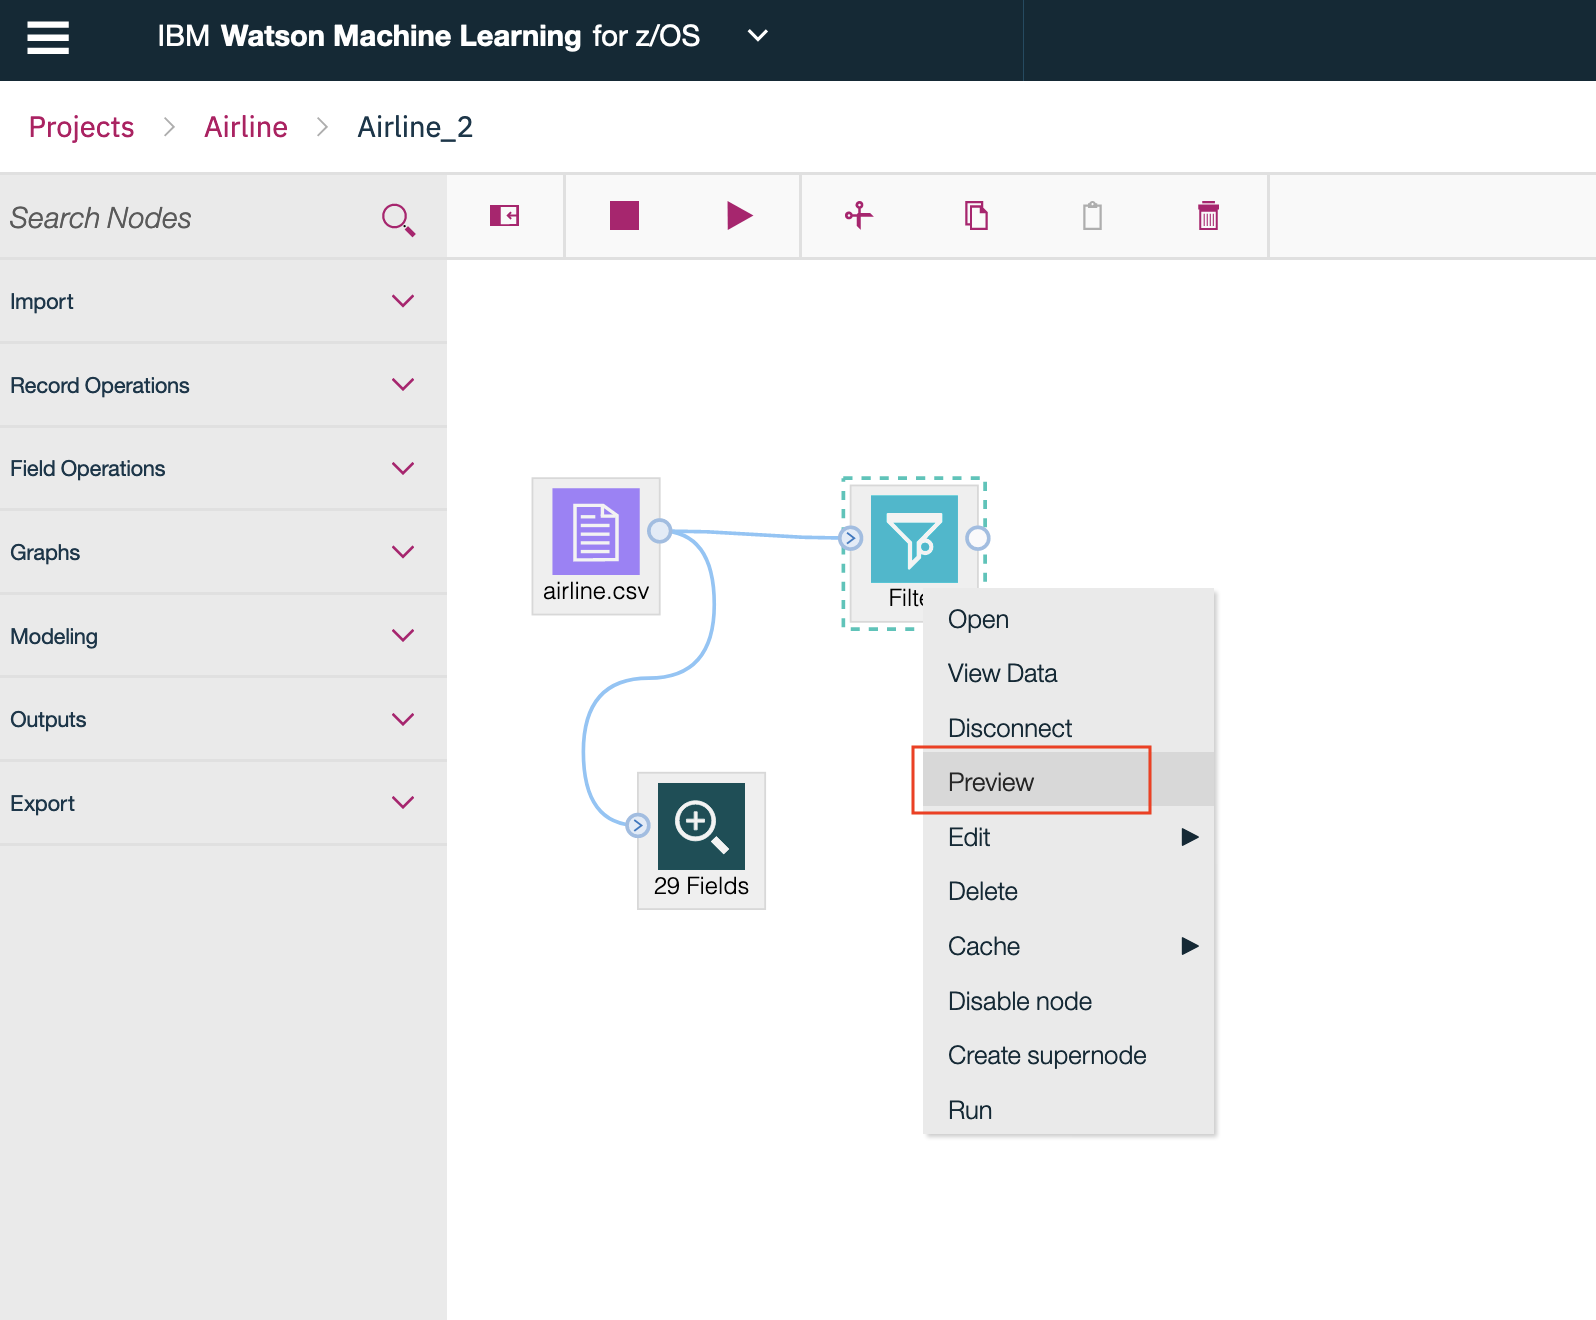 IBM Watson Machine Learning for z/OS
Projects > Airline > Airline_2
Search Nodes
Import
Record Operations
Field Operations
Graphs
Modeling
Outputs
Export
airline.csv
Filte
29 Fields
Open
View Data
Disconnect
Preview
Edit
Delete
Cache
Disable node
Create supernode
Run